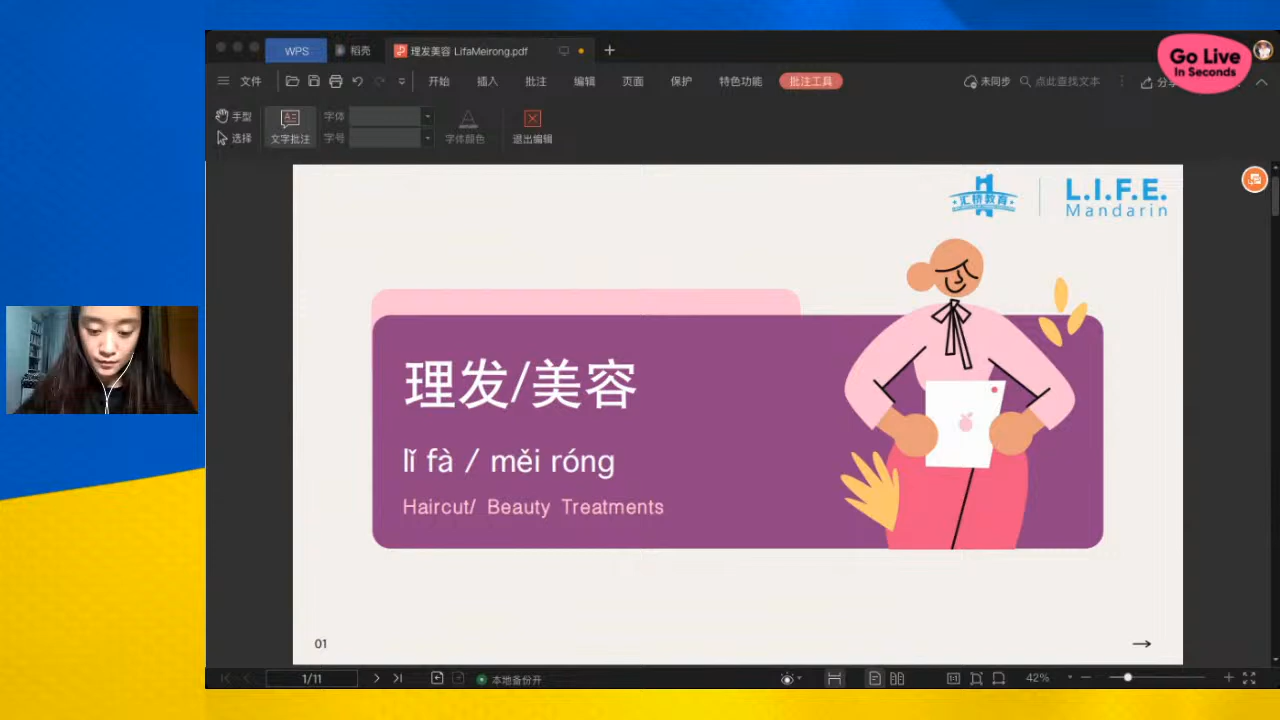 WPS
稻壳
理发美容 LifaMeirong.pdf
Go Live
In Seconds
文件
开始
插入
批注
编辑
页面
保护
特色功能
批注工具
未同步
点此查找文本
手型
选择
文字批注
字体
字号
字体颜色
退出编辑
汇桥教育
L.I.F.E.
Mandarin
理发/美容
lǐ fà / měi róng
Haircut/ Beauty Treatments
01
1/11
本地备份开
42%